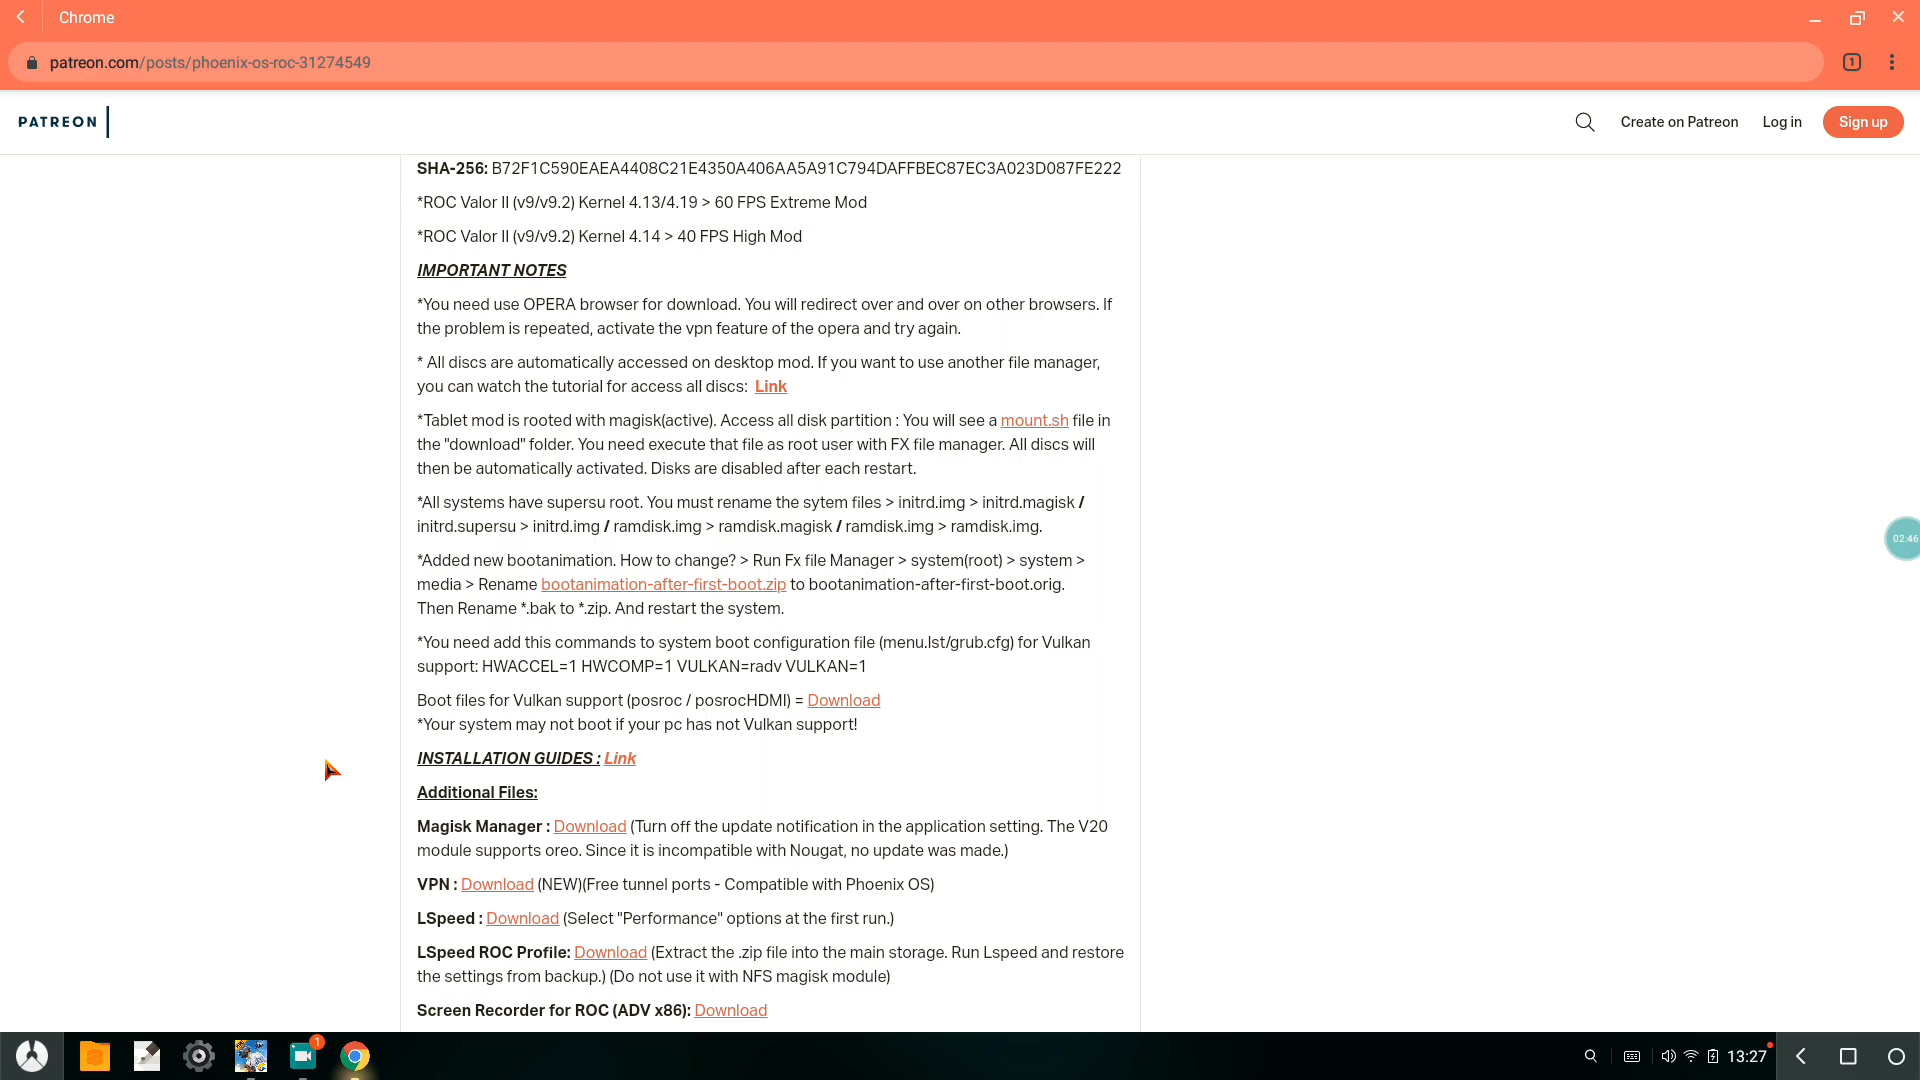 Chrome
patreon.com/posts/phoenix-os-roc-31274549
1
PATREON
Create on Patreon
Log in
Sign up
SHA-256: B72F1C590EAEA4408C21E4350A406AA5A91C794DAFFBEC87EC3A023D087FE222
*ROC Valor II (v9/v9.2) Kernel 4.13/4.19 > 60 FPS Extreme Mod
*ROC Valor II (v9/v9.2) Kernel 4.14 > 40 FPS High Mod
IMPORTANT NOTES
*You need use OPERA browser for download. You will redirect over and over on other browsers. If
the problem is repeated, activate the vpn feature of the opera and try again.
* All discs are automatically accessed on desktop mod. If you want to use another file manager,
you can watch the tutorial for access all discs: Link
*Tablet mod is rooted with magisk(active). Access all disk partition : You will see a mount.sh file in
the "download" folder. You need execute that file as root user with FX file manager. All discs will
then be automatically activated. Disks are disabled after each restart.
*All systems have supersu root. You must rename the sytem files > initrd.img > initrd.magisk /
initrd.supersu > initrd.img / ramdisk.img > ramdisk.magisk / ramdisk.img > ramdisk.img.
*Added new bootanimation. How to change? > Run Fx file Manager > system(root) > system >
media > Rename bootanimation-after-first-boot.zip to bootanimation-after-first-boot.orig.
Then Rename *.bak to *.zip. And restart the system.
*You need add this commands to system boot configuration file (menu.lst/grub.cfg) for Vulkan
support: HWACCEL=1 HWCOMP=1 VULKAN=radv VULKAN=1
Boot files for Vulkan support (posroc / posrocHDMI) = Download
*Your system may not boot if your pc has not Vulkan support!
INSTALLATION GUIDES : Link
Additional Files:
Magisk Manager : Download (Turn off the update notification in the application setting. The V20
module supports oreo. Since it is incompatible with Nougat, no update was made.)
VPN : Download (NEW)(Free tunnel ports - Compatible with Phoenix OS)
LSpeed : Download (Select "Performance" options at the first run.)
LSpeed ROC Profile: Download (Extract the .zip file into the main storage. Run Lspeed and restore
the settings from backup.) (Do not use it with NFS magisk module)
Screen Recorder for ROC (ADV x86): Download
02:46
1
13:27